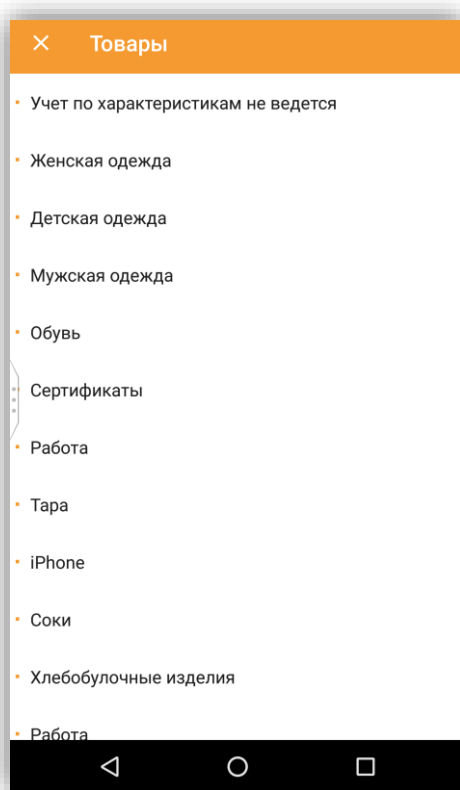 Товары
Учет по характеристикам не ведется
Женская одежда
Детская одежда
Мужская одежда
Обувь
Сертификаты
Работа
Тара
iPhone
Соки
Хлебобулочные изделия
Работа